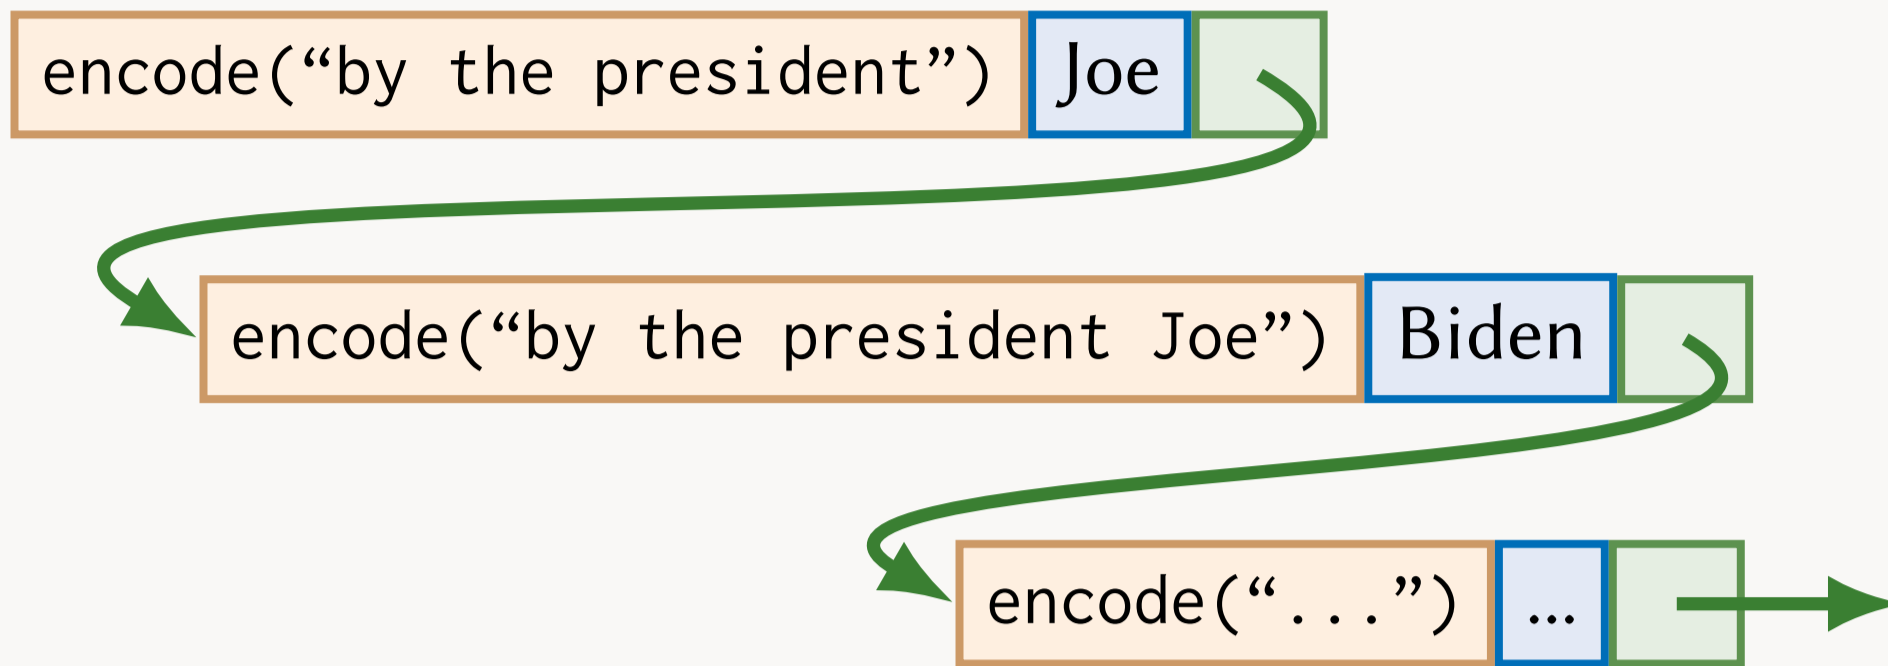 encode(“by the president”) Joe
encode(“by the president Joe”) Biden
encode(“...”) ...